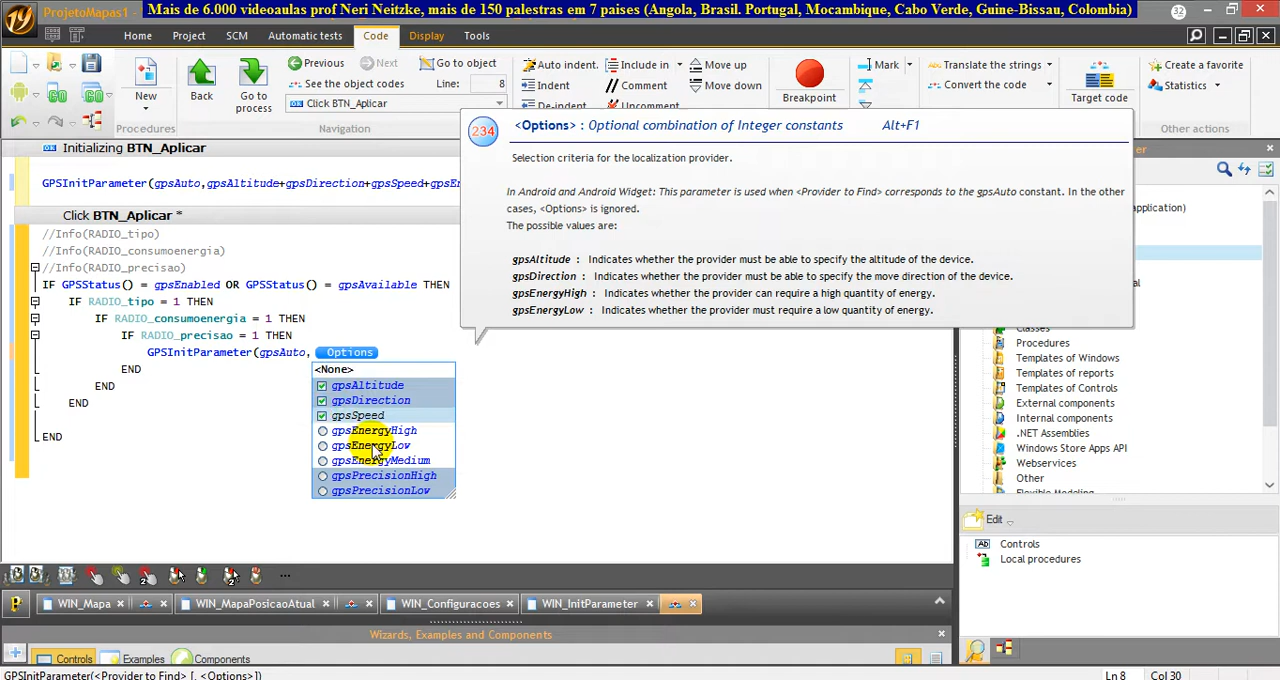 ProjetoMapas1 -
Mais de 6.000 videoaulas prof Neri Neitzke, mais de 150 palestras em 7 paises (Angola, Brasil. Portugal, Mocambique, Cabo Verde, Guine-Bissau, Colombia)
32
Home Project SCM Automatic tests Code Display Tools
New
Procedures
Back
Go to process
Previous Next Go to object
See the object codes Line: 8
Click BTN_Aplicar
Navigation
Auto indent. Include in Move up
Indent Comment Move down
De-indent Uncomment
Breakpoint
Mark
Translate the strings
Convert the code
Target code
Create a favorite
Statistics
Other actions
Initializing BTN_Aplicar
GPSInitParameter(gpsAuto,gpsAltitude+gpsDirection+gpsSpeed+gpsEn
Click BTN_Aplicar *
//Info(RADIO_tipo)
//Info(RADIO_consumoenergia)
//Info(RADIO_precisao)
IF GPSStatus() = gpsEnabled OR GPSStatus() = gpsAvailable THEN
IF RADIO_tipo = 1 THEN
IF RADIO_consumoenergia = 1 THEN
IF RADIO_precisao = 1 THEN
GPSInitParameter(gpsAuto, Options
END
END
END
END
<None>
gpsAltitude
gpsDirection
gpsSpeed
gpsEnergyHigh
gpsEnergyLow
gpsEnergyMedium
gpsPrecisionHigh
gpsPrecisionLow
234 <Options> : Optional combination of Integer constants Alt+F1
Selection criteria for the localization provider.
In Android and Android Widget: This parameter is used when <Provider to Find> corresponds to the gpsAuto constant. In the other
cases, <Options> is ignored.
The possible values are:
gpsAltitude : Indicates whether the provider must be able to specify the altitude of the device.
gpsDirection : Indicates whether the provider must be able to specify the move direction of the device.
gpsEnergyHigh : Indicates whether the provider can require a high quantity of energy.
gpsEnergyLow : Indicates whether the provider must require a low quantity of energy.
er
application)
al
Classes
Procedures
Templates of Windows
Templates of reports
Templates of Controls
External components
External components
.NET Assembly
Windows Store Apps API
Webservices
Other
Flexible Modeling
Edit
Controls
Local procedures
WIN_Mapa WIN_MapaPosicaoAtual WIN_Configuracoes WIN_InitParameter
Wizards, Examples and Components
Controls Examples Components
GPSInitParameter(<Provider to Find> [, <Options>])
Ln 8 Col 30